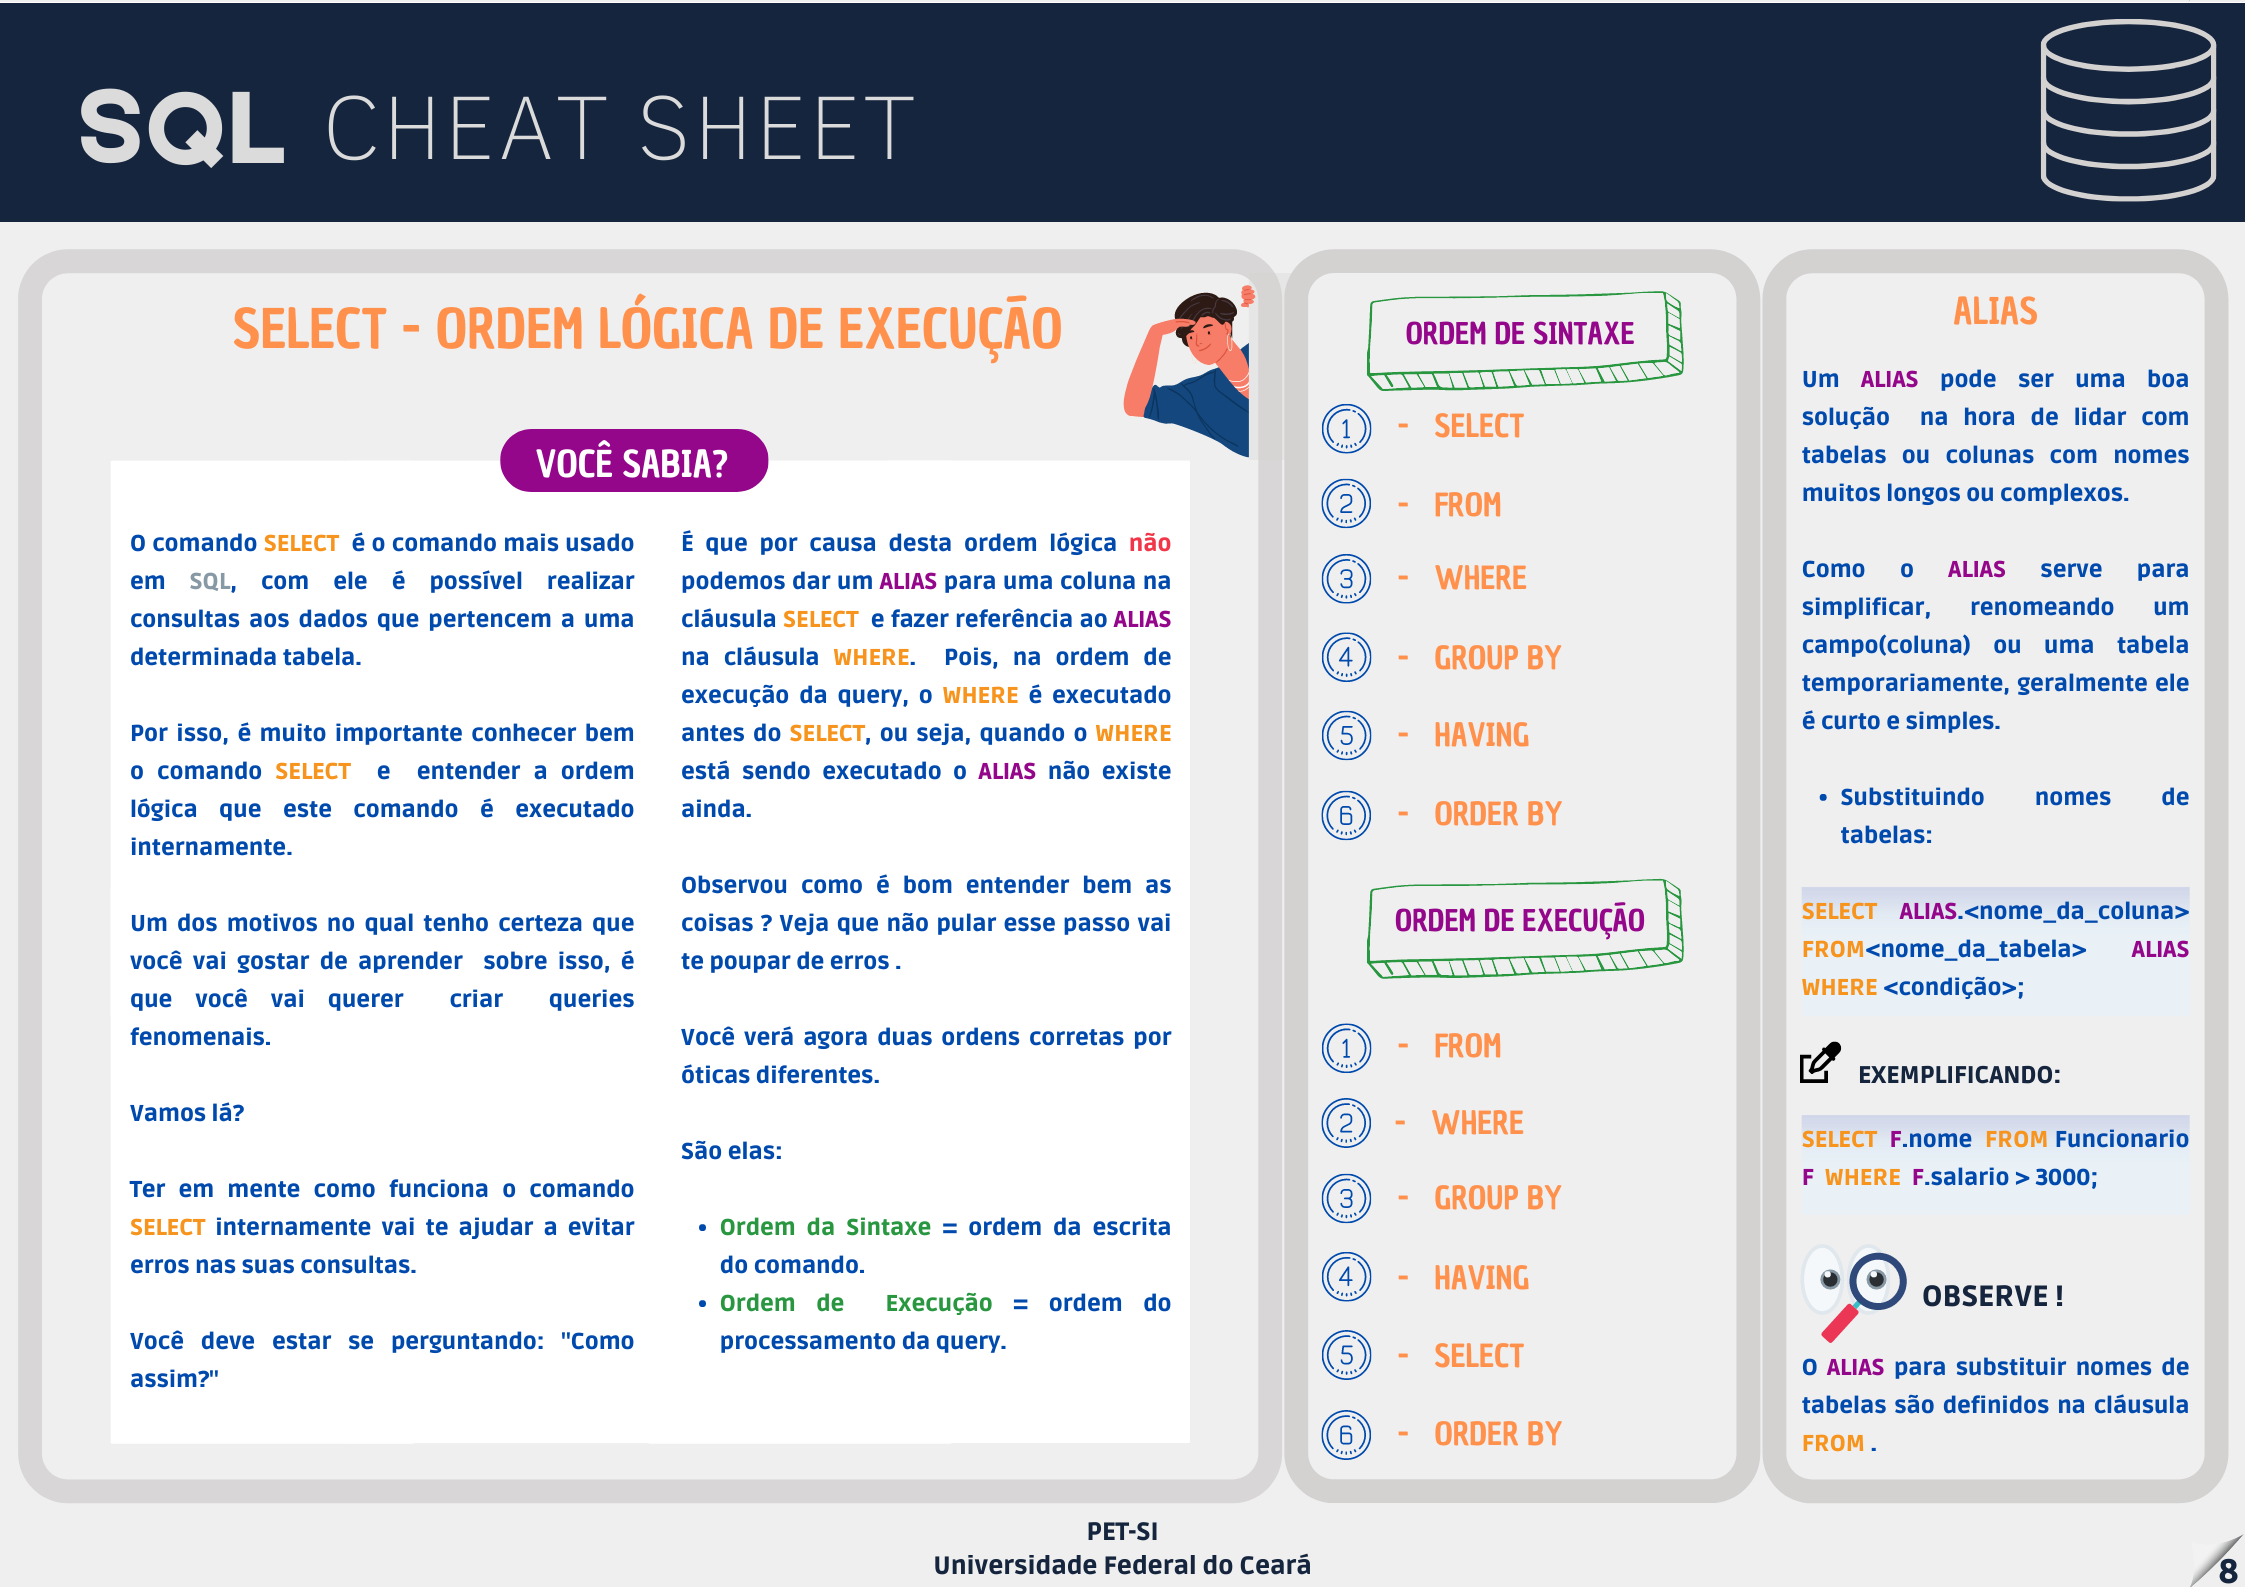 SQL CHEAT SHEET
SELECT - ORDEM LÓGICA DE EXECUÇÃO
VOCÊ SABIA?
O comando SELECT é o comando mais usado
em SQL, com ele é possível realizar
consultas aos dados que pertencem a uma
determinada tabela.
Por isso, é muito importante conhecer bem
o comando SELECT e entender a ordem
lógica que este comando é executado
internamente.
Um dos motivos no qual tenho certeza que
você vai gostar de aprender sobre isso, é
que você vai querer criar queries
fenomenais.
Vamos lá?
Ter em mente como funciona o comando
SELECT internamente vai te ajudar a evitar
erros nas suas consultas.
Você deve estar se perguntando: "Como
assim?"
É que por causa desta ordem lógica não
podemos dar um ALIAS para uma coluna na
cláusula SELECT e fazer referência ao ALIAS
na cláusula WHERE. Pois, na ordem de
execução da query, o WHERE é executado
antes do SELECT, ou seja, quando o WHERE
está sendo executado o ALIAS não existe
ainda.
Observou como é bom entender bem as
coisas ? Veja que não pular esse passo vai
te poupar de erros .
Você verá agora duas ordens corretas por
óticas diferentes.
São elas:
• Ordem da Sintaxe = ordem da escrita
do comando.
• Ordem de Execução = ordem do
processamento da query.
ORDEM DE SINTAXE
1 - SELECT
2 - FROM
3 - WHERE
4 - GROUP BY
5 - HAVING
6 - ORDER BY
ORDEM DE EXECUÇÃO
1 - FROM
2 - WHERE
3 - GROUP BY
4 - HAVING
5 - SELECT
6 - ORDER BY
ALIAS
Um ALIAS pode ser uma boa
solução na hora de lidar com
tabelas ou colunas com nomes
muitos longos ou complexos.
Como o ALIAS serve para
simplificar, renomeando um
campo(coluna) ou uma tabela
temporariamente, geralmente ele
é curto e simples.
• Substituindo nomes de
tabelas:
SELECT ALIAS.<nome_da_coluna>
FROM<nome_da_tabela> ALIAS
WHERE <condição>;
EXEMPLIFICANDO:
SELECT F.nome FROM Funcionario
F WHERE F.salario > 3000;
OBSERVE !
O ALIAS para substituir nomes de
tabelas são definidos na cláusula
FROM .
PET-SI
Universidade Federal do Ceará
8